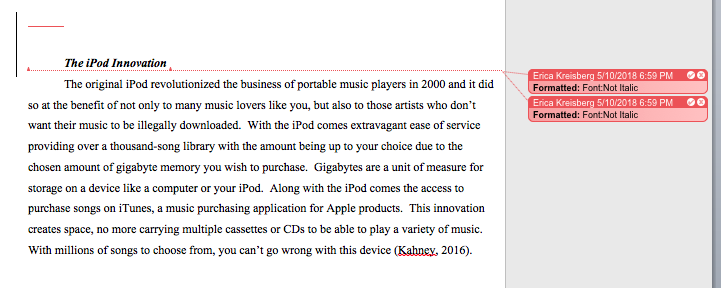 The iPod Innovation
Erica Kreisberg 5/10/2018 6:59 PM
Formatted: Font:Not Italic
Erica Kreisberg 5/10/2018 6:59 PM
Formatted: Font:Not Italic
The original iPod revolutionized the business of portable music players in 2000 and it did
so at the benefit of not only to many music lovers like you, but also to those artists who don't
want their music to be illegally downloaded.  With the iPod comes extravagant ease of service
providing over a thousand-song library with the amount being up to your choice due to the
chosen amount of gigabyte memory you wish to purchase.  Gigabytes are a unit of measure for
storage on a device like a computer or your iPod.  Along with the iPod comes the access to
purchase songs on iTunes, a music purchasing application for Apple products.  This innovation
creates space, no more carrying multiple cassettes or CDs to be able to play a variety of music.
With millions of songs to choose from, you can't go wrong with this device (Kahney, 2016).